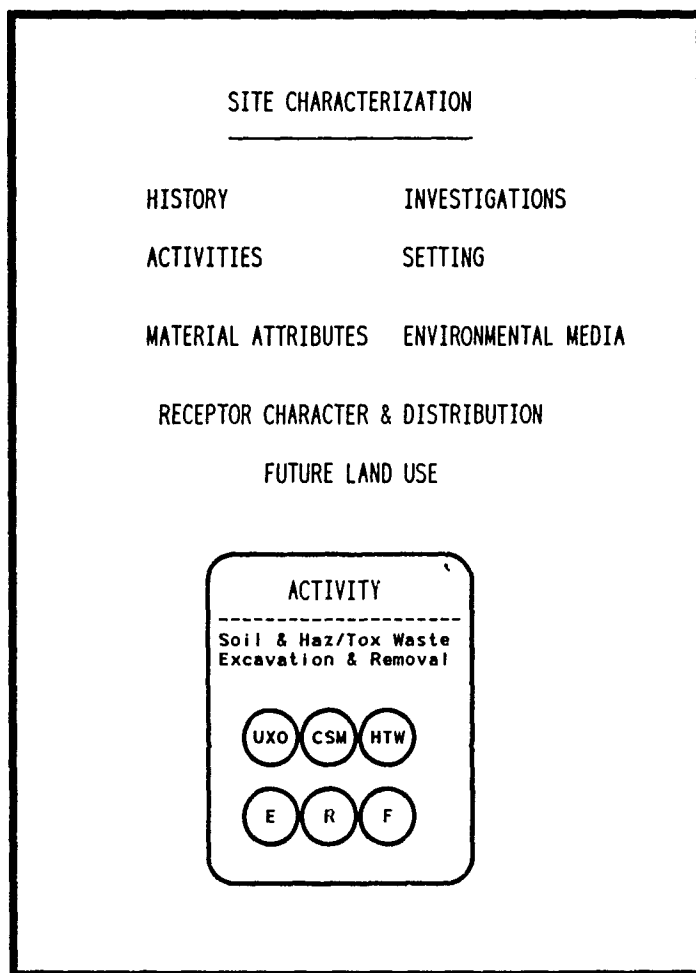 SITE CHARACTERIZATION
HISTORY INVESTIGATIONS
ACTIVITIES SETTING
MATERIAL ATTRIBUTES ENVIRONMENTAL MEDIA
RECEPTOR CHARACTER & DISTRIBUTION
FUTURE LAND USE
ACTIVITY
Soil & Haz/Tox Waste
Excavation & Removal
UXO CSM HTW
E R F